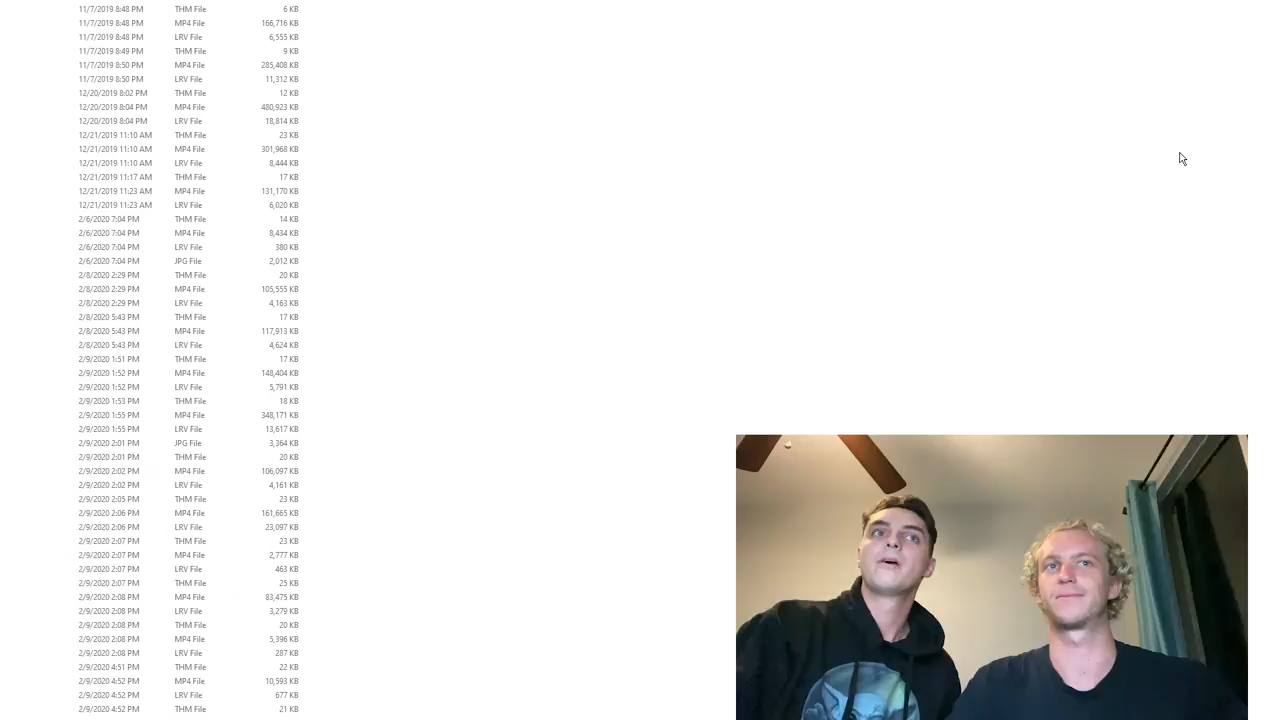 11/7/2019 8:48 PM THM File 6 KB
11/7/2019 8:48 PM MP4 File 166,716 KB
11/7/2019 8:48 PM LRV File 6,555 KB
11/7/2019 8:49 PM THM File 9 KB
11/7/2019 8:50 PM MP4 File 285,408 KB
11/7/2019 8:50 PM LRV File 11,312 KB
12/20/2019 8:02 PM THM File 12 KB
12/20/2019 8:04 PM MP4 File 480,923 KB
12/20/2019 8:04 PM LRV File 18,814 KB
12/21/2019 11:10 AM THM File 23 KB
12/21/2019 11:10 AM MP4 File 301,968 KB
12/21/2019 11:10 AM LRV File 8,444 KB
12/21/2019 11:17 AM THM File 17 KB
12/21/2019 11:23 AM MP4 File 131,170 KB
12/21/2019 11:23 AM LRV File 6,020 KB
2/6/2020 7:04 PM THM File 14 KB
2/6/2020 7:04 PM MP4 File 8,434 KB
2/6/2020 7:04 PM LRV File 380 KB
2/6/2020 7:04 PM JPG File 2,012 KB
2/8/2020 2:29 PM THM File 20 KB
2/8/2020 2:29 PM MP4 File 105,555 KB
2/8/2020 2:29 PM LRV File 4,163 KB
2/8/2020 5:43 PM THM File 17 KB
2/8/2020 5:43 PM MP4 File 117,913 KB
2/8/2020 5:43 PM LRV File 4,624 KB
2/9/2020 1:51 PM THM File 17 KB
2/9/2020 1:52 PM MP4 File 148,404 KB
2/9/2020 1:52 PM LRV File 5,791 KB
2/9/2020 1:53 PM THM File 18 KB
2/9/2020 1:55 PM MP4 File 348,171 KB
2/9/2020 1:55 PM LRV File 13,617 KB
2/9/2020 2:01 PM JPG File 3,364 KB
2/9/2020 2:01 PM THM File 20 KB
2/9/2020 2:02 PM MP4 File 106,097 KB
2/9/2020 2:02 PM LRV File 4,161 KB
2/9/2020 2:05 PM THM File 23 KB
2/9/2020 2:06 PM MP4 File 161,665 KB
2/9/2020 2:06 PM LRV File 23,097 KB
2/9/2020 2:07 PM THM File 23 KB
2/9/2020 2:07 PM MP4 File 2,777 KB
2/9/2020 2:07 PM LRV File 463 KB
2/9/2020 2:07 PM THM File 25 KB
2/9/2020 2:08 PM MP4 File 83,475 KB
2/9/2020 2:08 PM LRV File 3,279 KB
2/9/2020 2:08 PM THM File 20 KB
2/9/2020 2:08 PM MP4 File 5,396 KB
2/9/2020 2:08 PM LRV File 287 KB
2/9/2020 4:51 PM THM File 22 KB
2/9/2020 4:52 PM MP4 File 10,593 KB
2/9/2020 4:52 PM LRV File 677 KB
2/9/2020 4:52 PM THM File 21 KB